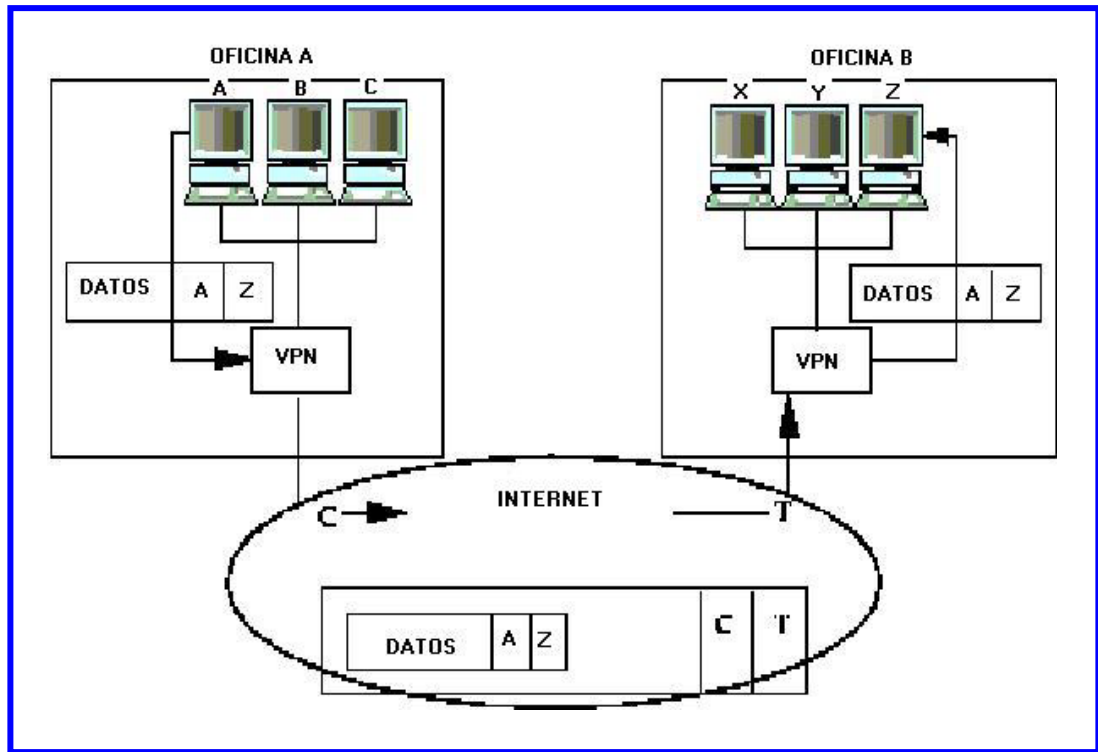 OFICINA A
A B C
DATOS A Z
VPN
OFICINA B
X Y Z
DATOS A Z
VPN
INTERNET
C T
DATOS A Z C T